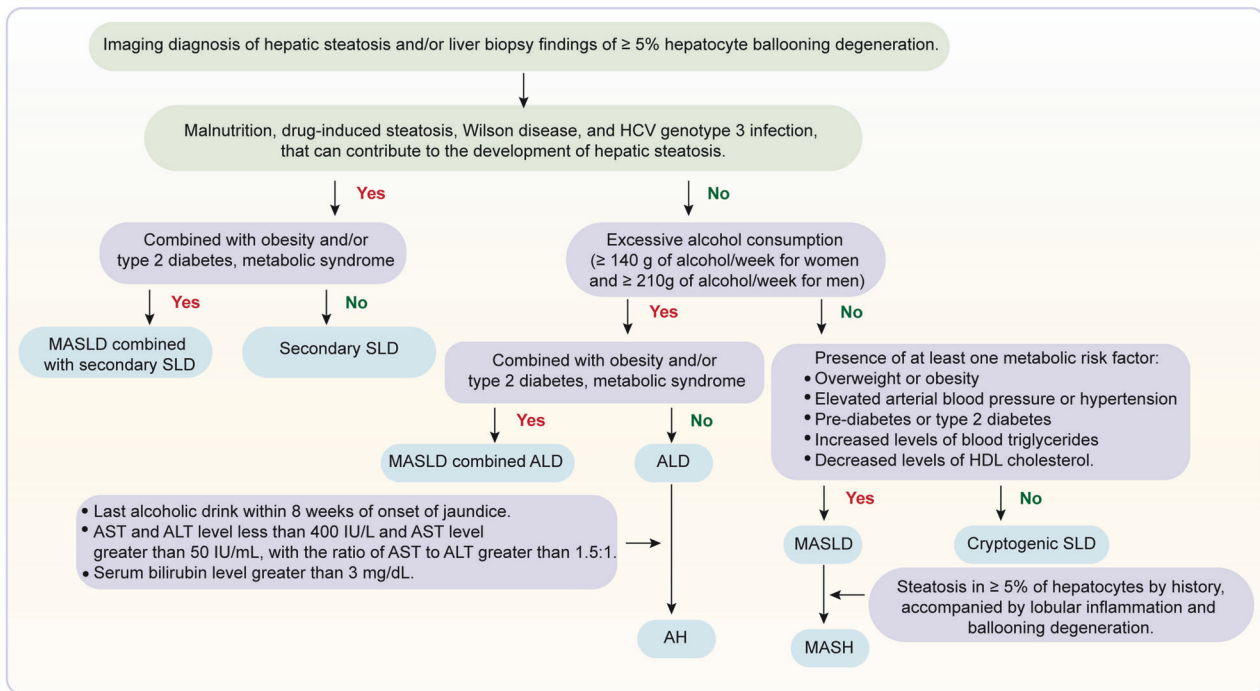 Imaging diagnosis of hepatic steatosis and/or liver biopsy findings of ≥ 5% hepatocyte ballooning degeneration.
Malnutrition, drug-induced steatosis, Wilson disease, and HCV genotype 3 infection,
that can contribute to the development of hepatic steatosis.
Yes
No
Combined with obesity and/or
type 2 diabetes, metabolic syndrome
Excessive alcohol consumption
(≥ 140 g of alcohol/week for women
and ≥ 210g of alcohol/week for men)
Yes
No
Yes
No
MASLD combined
with secondary SLD
Secondary SLD
Combined with obesity and/or
type 2 diabetes, metabolic syndrome
Presence of at least one metabolic risk factor:
• Overweight or obesity
• Elevated arterial blood pressure or hypertension
• Pre-diabetes or type 2 diabetes
• Increased levels of blood triglycerides
• Decreased levels of HDL cholesterol.
Yes
No
MASLD combined ALD
ALD
Yes
No
• Last alcoholic drink within 8 weeks of onset of jaundice.
• AST and ALT level less than 400 IU/L and AST level
greater than 50 IU/mL, with the ratio of AST to ALT greater than 1.5:1.
• Serum bilirubin level greater than 3 mg/dL.
MASLD
Cryptogenic SLD
Steatosis in ≥ 5% of hepatocytes by history,
accompanied by lobular inflammation and
ballooning degeneration.
AH
MASH